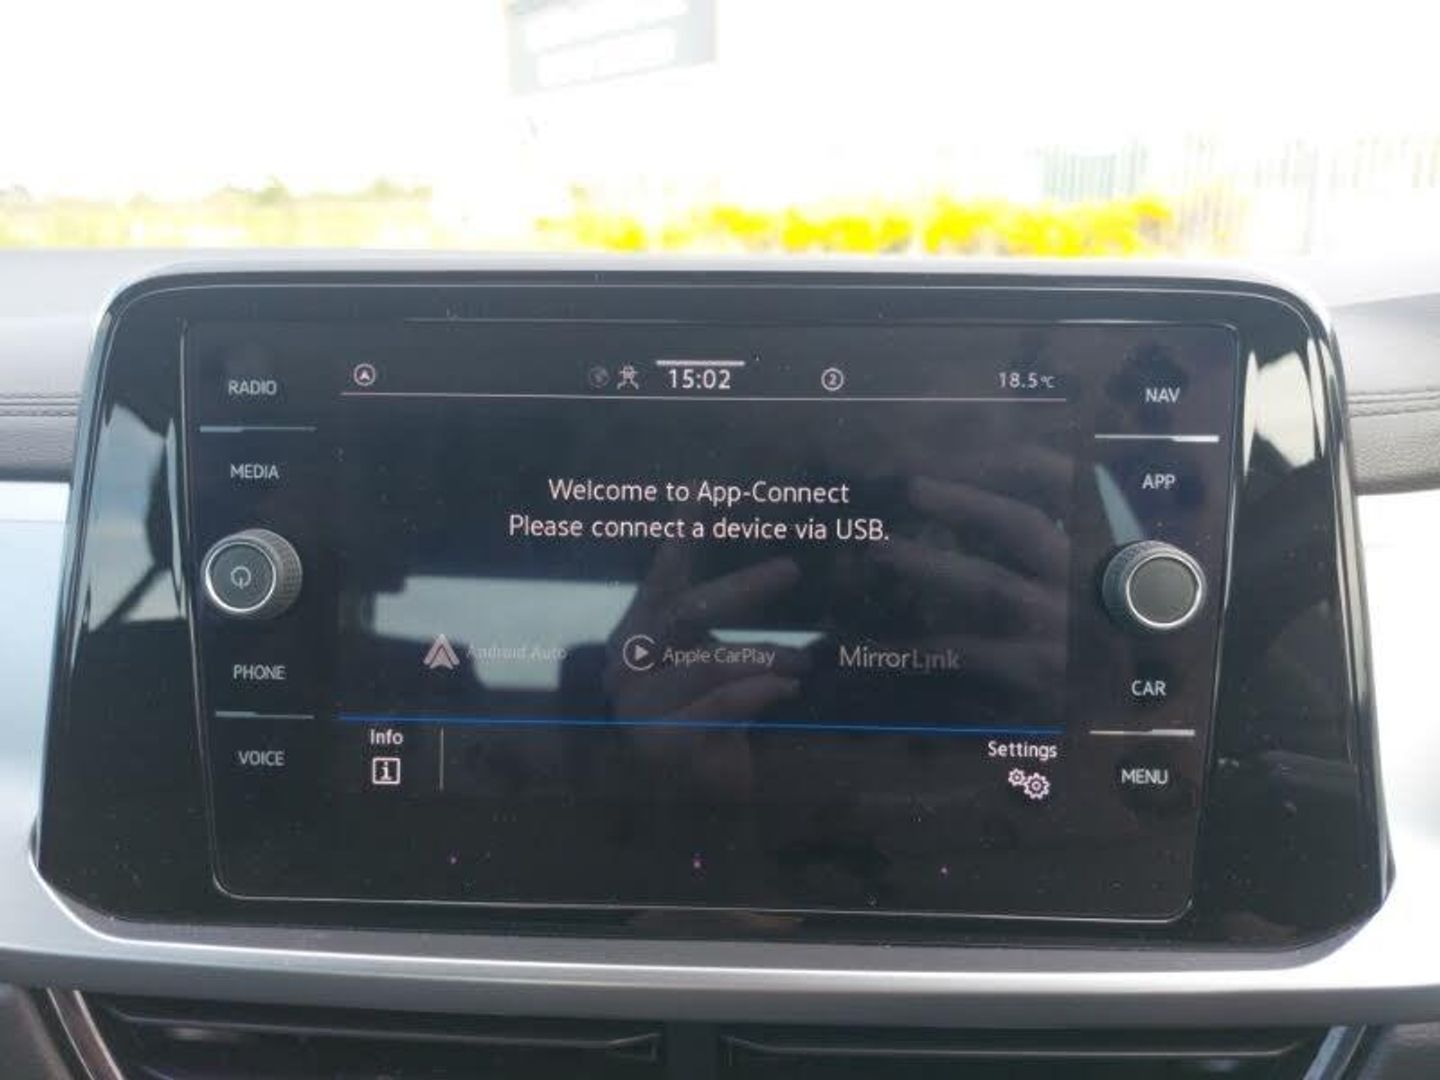 RADIO
MEDIA
PHONE
VOICE
15:02
2
18.5°C
Welcome to App-Connect
Please connect a device via USB.
Android Auto
Apple CarPlay
MirrorLink
Info
i
Settings
NAV
APP
CAR
MENU